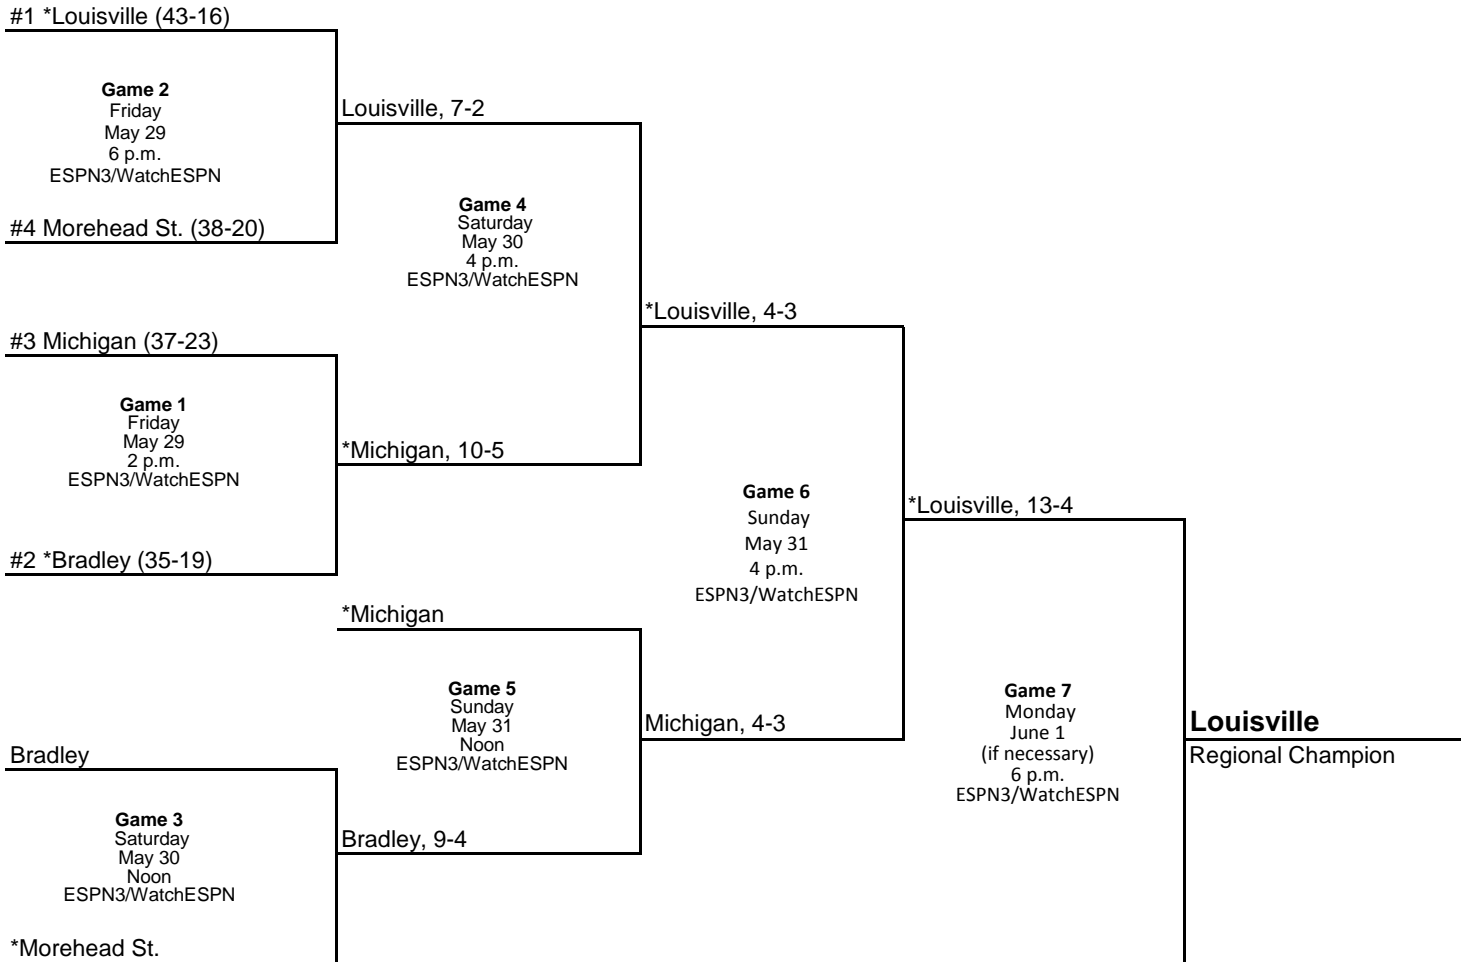 #1 *Louisville (43-16)
Game 2
Friday
May 29
6 p.m.
ESPN3/WatchESPN
#4 Morehead St. (38-20)
Louisville, 7-2
Game 4
Saturday
May 30
4 p.m.
ESPN3/WatchESPN
#3 Michigan (37-23)
Game 1
Friday
May 29
2 p.m.
ESPN3/WatchESPN
#2 *Bradley (35-19)
*Michigan, 10-5
*Louisville, 4-3
Game 6
Sunday
May 31
4 p.m.
ESPN3/WatchESPN
*Michigan
Game 5
Sunday
May 31
Noon
ESPN3/WatchESPN
Michigan, 4-3
Bradley
Game 3
Saturday
May 30
Noon
ESPN3/WatchESPN
*Morehead St.
Bradley, 9-4
*Louisville, 13-4
Game 7
Monday
June 1
(if necessary)
6 p.m.
ESPN3/WatchESPN
Louisville
Regional Champion